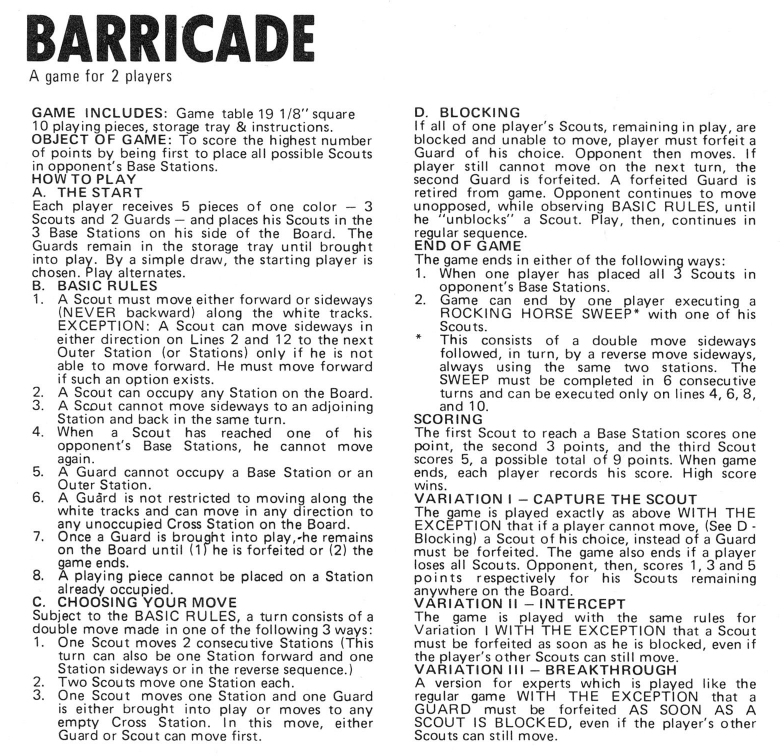 BARRICADE
A game for 2 players
GAME INCLUDES: Game table 19 1/8" square
10 playing pieces, storage tray & instructions.
OBJECT OF GAME: To score the highest number
of points by being first to place all possible Scouts
in opponent's Base Stations.
HOW TO PLAY
A. THE START
Each player receives 5 pieces of one color — 3
Scouts and 2 Guards — and places his Scouts in the
3 Base Stations on his side of the Board. The
Guards remain in the storage tray until brought
into play. By a simple draw, the starting player is
chosen. Play alternates.
B. BASIC RULES
1. A Scout must move either forward or sideways
(NEVER backward) along the white tracks.
EXCEPTION: A Scout can move sideways in
either direction on Lines 2 and 12 to the next
Outer Station (or Stations) only if he is not
able to move forward. He must move forward
if such an option exists.
2. A Scout can occupy any Station on the Board.
3. A Scout cannot move sideways to an adjoining
Station and back in the same turn.
4. When a Scout has reached one of his
opponent's Base Stations, he cannot move
again.
5. A Guard cannot occupy a Base Station or an
Outer Station.
6. A Guard is not restricted to moving along the
white tracks and can move in any direction to
any unoccupied Cross Station on the Board.
7. Once a Guard is brought into play, he remains
on the Board until (1) he is forfeited or (2) the
game ends.
8. A playing piece cannot be placed on a Station
already occupied.
C. CHOOSING YOUR MOVE
Subject to the BASIC RULES, a turn consists of a
double move made in one of the following 3 ways:
1. One Scout moves 2 consecutive Stations (This
turn can also be one Station forward and one
Station sideways or in the reverse sequence.)
2. Two Scouts move one Station each.
3. One Scout moves one Station and one Guard
is either brought into play or moves to any
empty Cross Station. In this move, either
Guard or Scout can move first.
D. BLOCKING
If all of one player's Scouts, remaining in play, are
blocked and unable to move, player must forfeit a
Guard of his choice. Opponent then moves. If
player still cannot move on the next turn, the
second Guard is forfeited. A forfeited Guard is
retired from game. Opponent continues to move
unopposed, while observing BASIC RULES, until
he "unblocks" a Scout. Play, then, continues in
regular sequence.
END OF GAME
The game ends in either of the following ways:
1. When one player has placed all 3 Scouts in
opponent's Base Stations.
2. Game can end by one player executing a
ROCKING HORSE SWEEP* with one of his
Scouts.
* This consists of a double move sideways
followed, in turn, by a reverse move sideways,
always using the same two stations. The
SWEEP must be completed in 6 consecutive
turns and can be executed only on lines 4, 6, 8,
and 10.
SCORING
The first Scout to reach a Base Station scores one
point, the second 3 points, and the third Scout
scores 5, a possible total of 9 points. When game
ends, each player records his score. High score
wins.
VARIATION I — CAPTURE THE SCOUT
The game is played exactly as above WITH THE
EXCEPTION that if a player cannot move, (See D -
Blocking) a Scout of his choice, instead of a Guard
must be forfeited. The game also ends if a player
loses all Scouts. Opponent, then, scores 1, 3 and 5
points respectively for his Scouts remaining
anywhere on the Board.
VARIATION II — INTERCEPT
The game is played with the same rules for
Variation I WITH THE EXCEPTION that a Scout
must be forfeited as soon as he is blocked, even if
the player's other Scouts can still move.
VARIATION III — BREAKTHROUGH
A version for experts which is played like the
regular game WITH THE EXCEPTION that a
GUARD must be forfeited AS SOON AS A
SCOUT IS BLOCKED, even if the player's other
Scouts can still move.